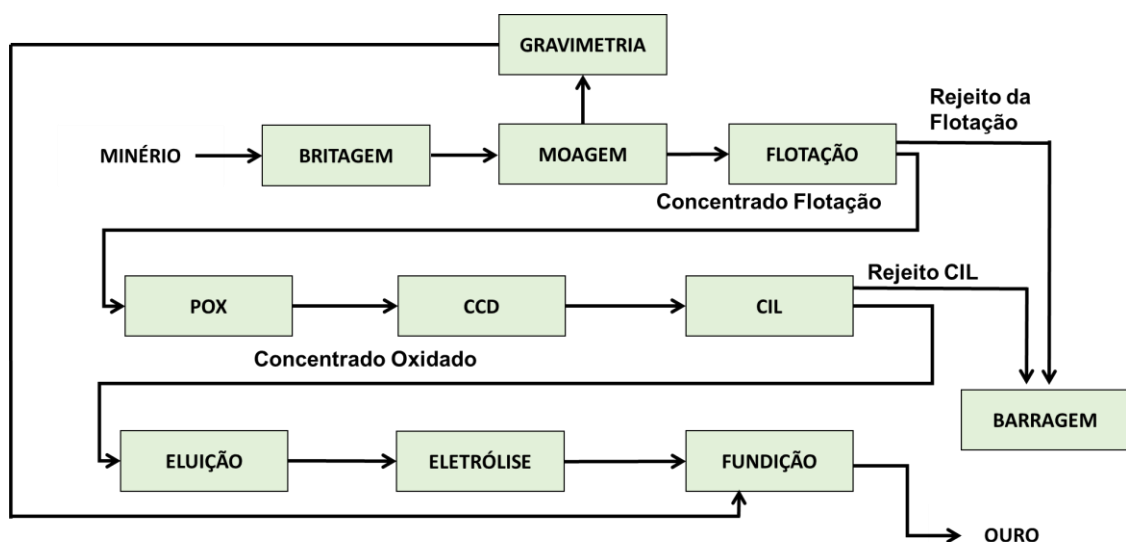 GRAVIMETRIA
Rejeito da
Flotação
MINÉRIO
BRITAGEM
MOAGEM
FLOTAÇÃO
Concentrado Flotação
Rejeito CIL
POX
CCD
CIL
Concentrado Oxidado
BARRAGEM
ELUIÇÃO
ELETRÓLISE
FUNDIÇÃO
OURO